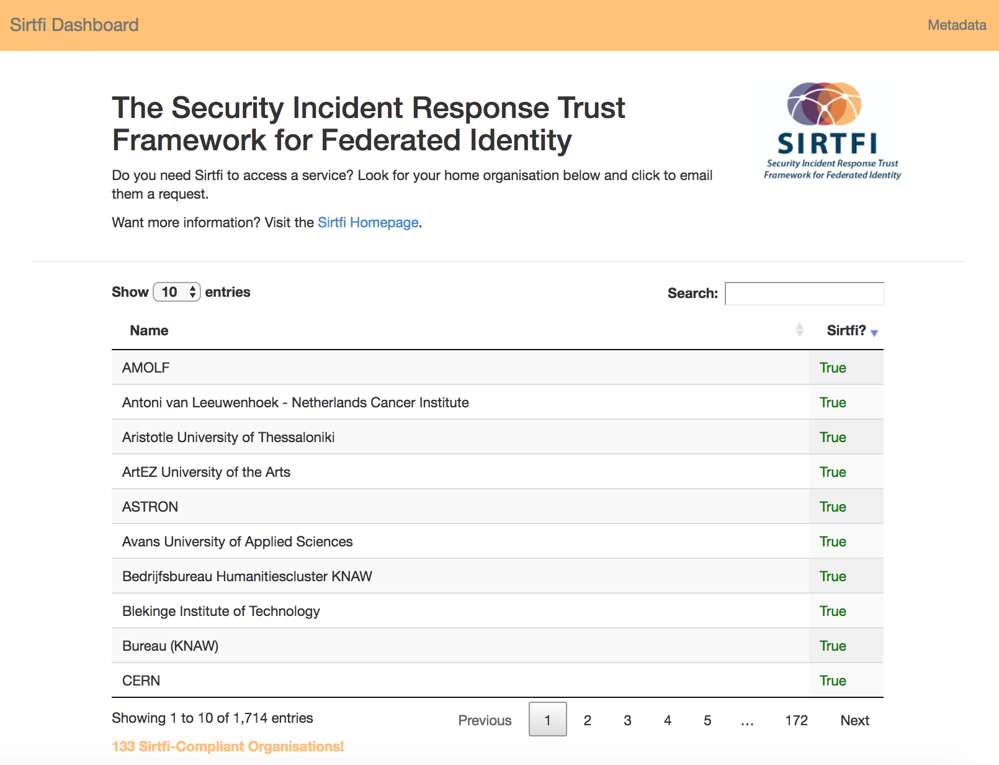 Sirtfi Dashboard
Metadata
The Security Incident Response Trust
Framework for Federated Identity
Do you need Sirtfi to access a service? Look for your home organisation below and click to email
them a request.
Want more information? Visit the Sirtfi Homepage.
SIRTFI
Security Incident Response Trust
Framework for Federated Identity
Show 10 entries
Search:
Name Sirtfi?
AMOLF True
Antoni van Leeuwenhoek - Netherlands Cancer Institute True
Aristotle University of Thessaloniki True
ArtEZ University of the Arts True
ASTRON True
Avans University of Applied Sciences True
Bedrijfsbureau Humanitiescluster KNAW True
Blekinge Institute of Technology True
Bureau (KNAW) True
CERN True
Showing 1 to 10 of 1,714 entries
Previous 1 2 3 4 5 ... 172 Next
133 Sirtfi-Compliant Organisations!